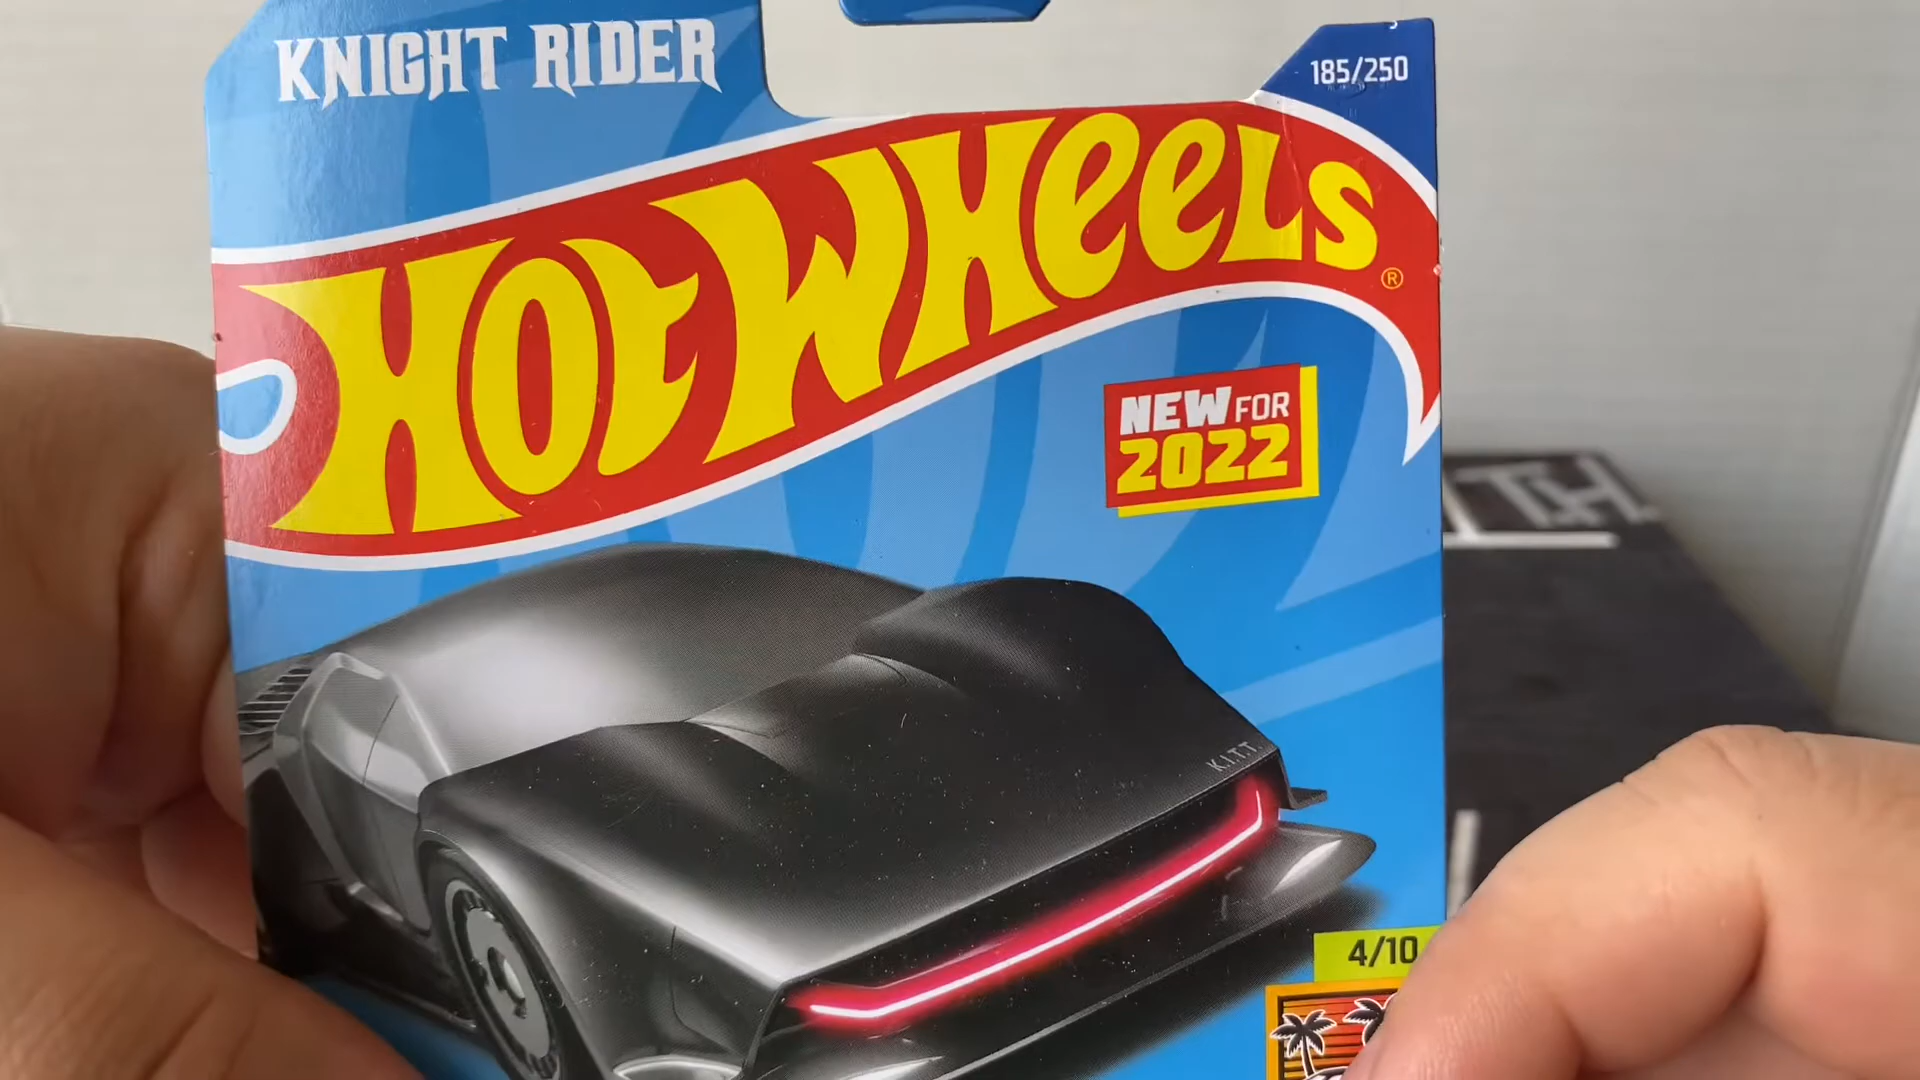 KNIGHT RIDER
185/250
HOT WHEELS®
NEW FOR
2022
K.I.T.T.
4/10